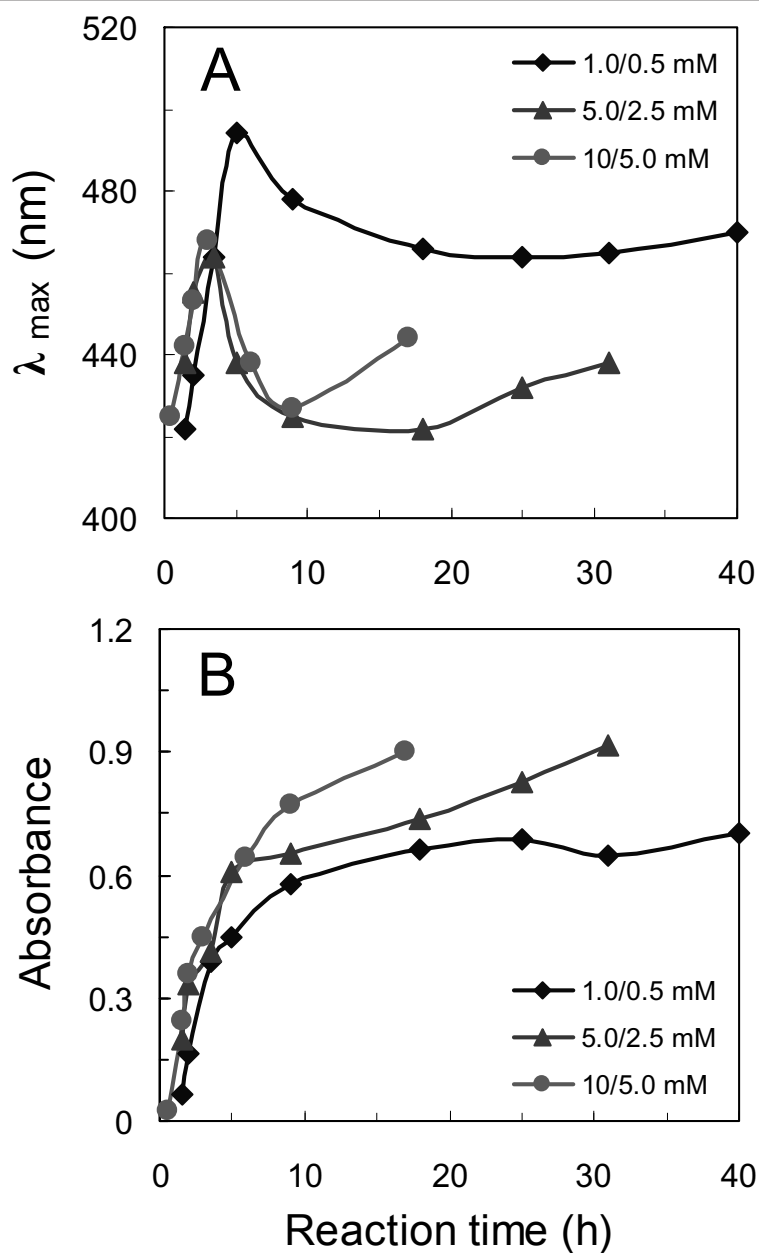 520
A
1.0/0.5 mM
5.0/2.5 mM
10/5.0 mM
480
440
400
λ max (nm)
0 10 20 30 40
1.2
B
0.9
0.6
0.3
0
Absorbance
1.0/0.5 mM
5.0/2.5 mM
10/5.0 mM
0 10 20 30 40
Reaction time (h)